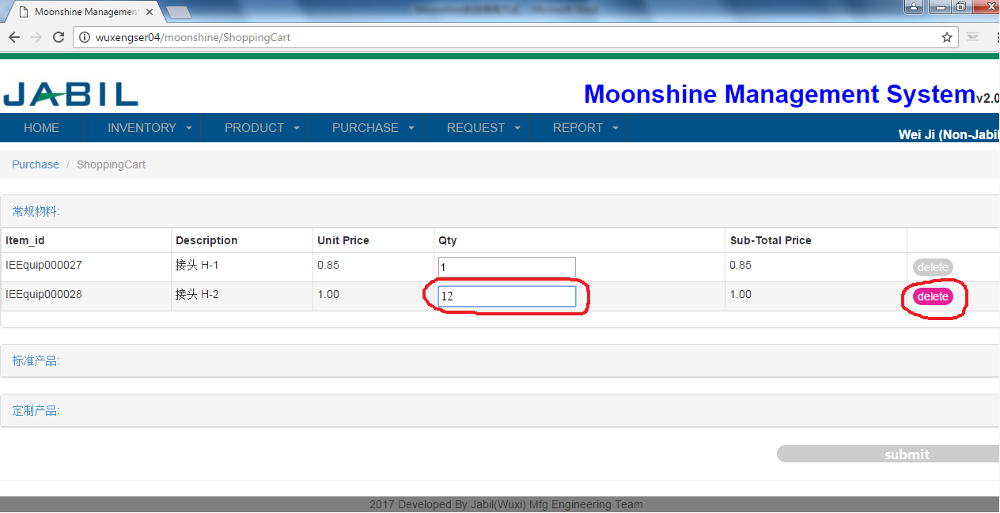 Moonshine Management
wuxengser04/moonshine/ShoppingCart
JABIL
Moonshine Management System v2.0
HOME INVENTORY PRODUCT PURCHASE REQUEST REPORT
Wei Ji (Non-Jabil
Purchase / ShoppingCart
常规物料:
Item_id Description Unit Price Qty Sub-Total Price
IEEquip000027 接头 H-1 0.85 1 0.85 delete
IEEquip000028 接头 H-2 1.00 12 1.00 delete
标准产品:
定制产品:
submit
2017 Developed By Jabil(Wuxi) Mfg Engineering Team